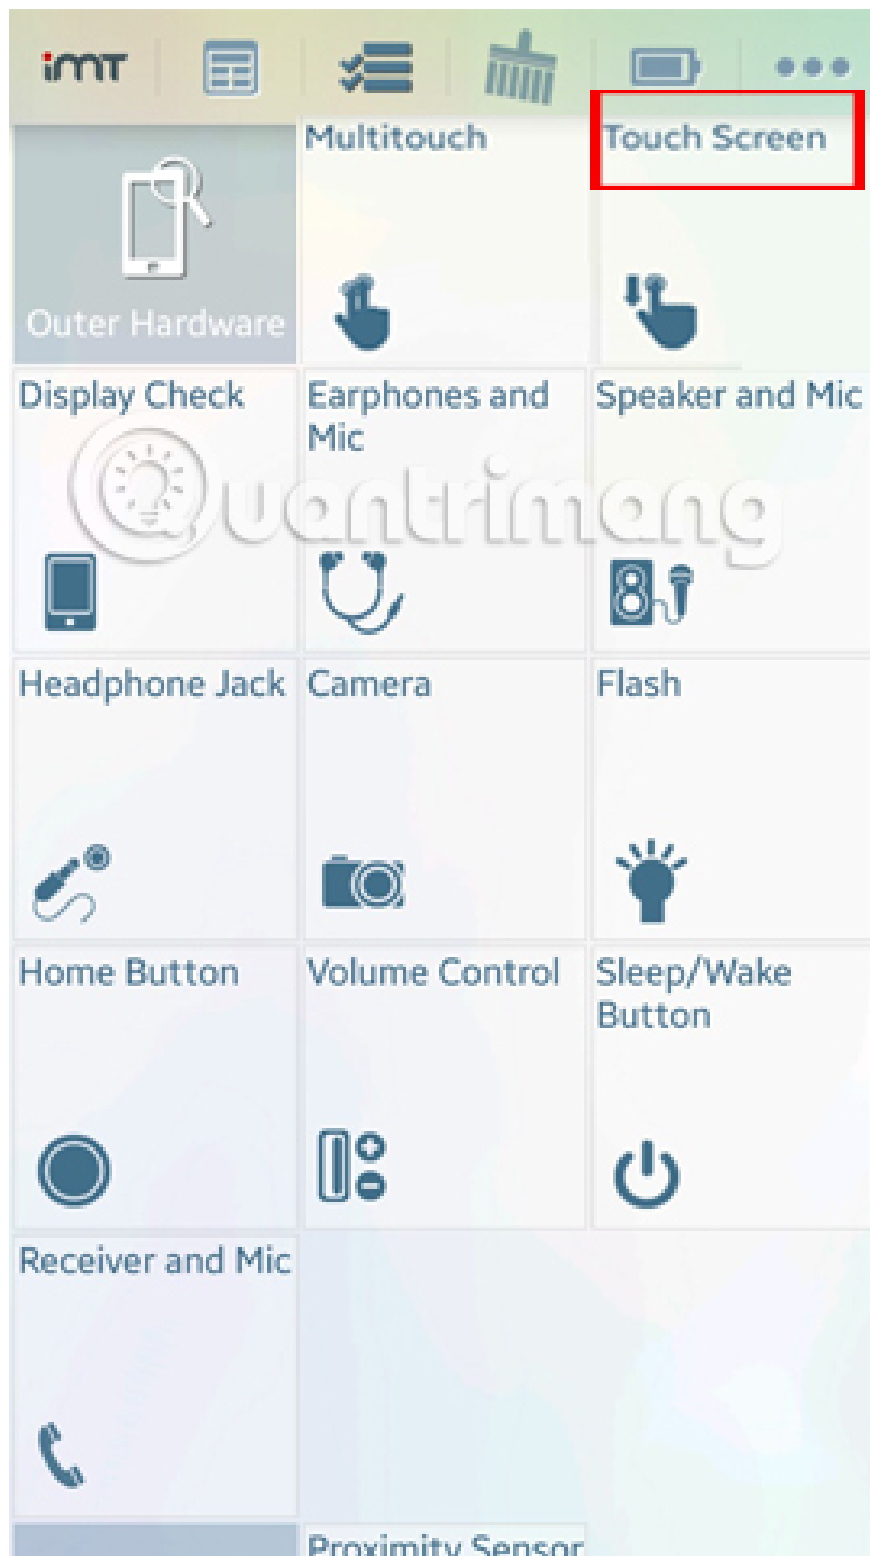 imT
Multitouch
Touch Screen
Outer Hardware
Display Check
Earphones and
Mic
Speaker and Mic
Quantrimang
Headphone Jack
Camera
Flash
Home Button
Volume Control
Sleep/Wake
Button
Receiver and Mic
Proximity Sensor